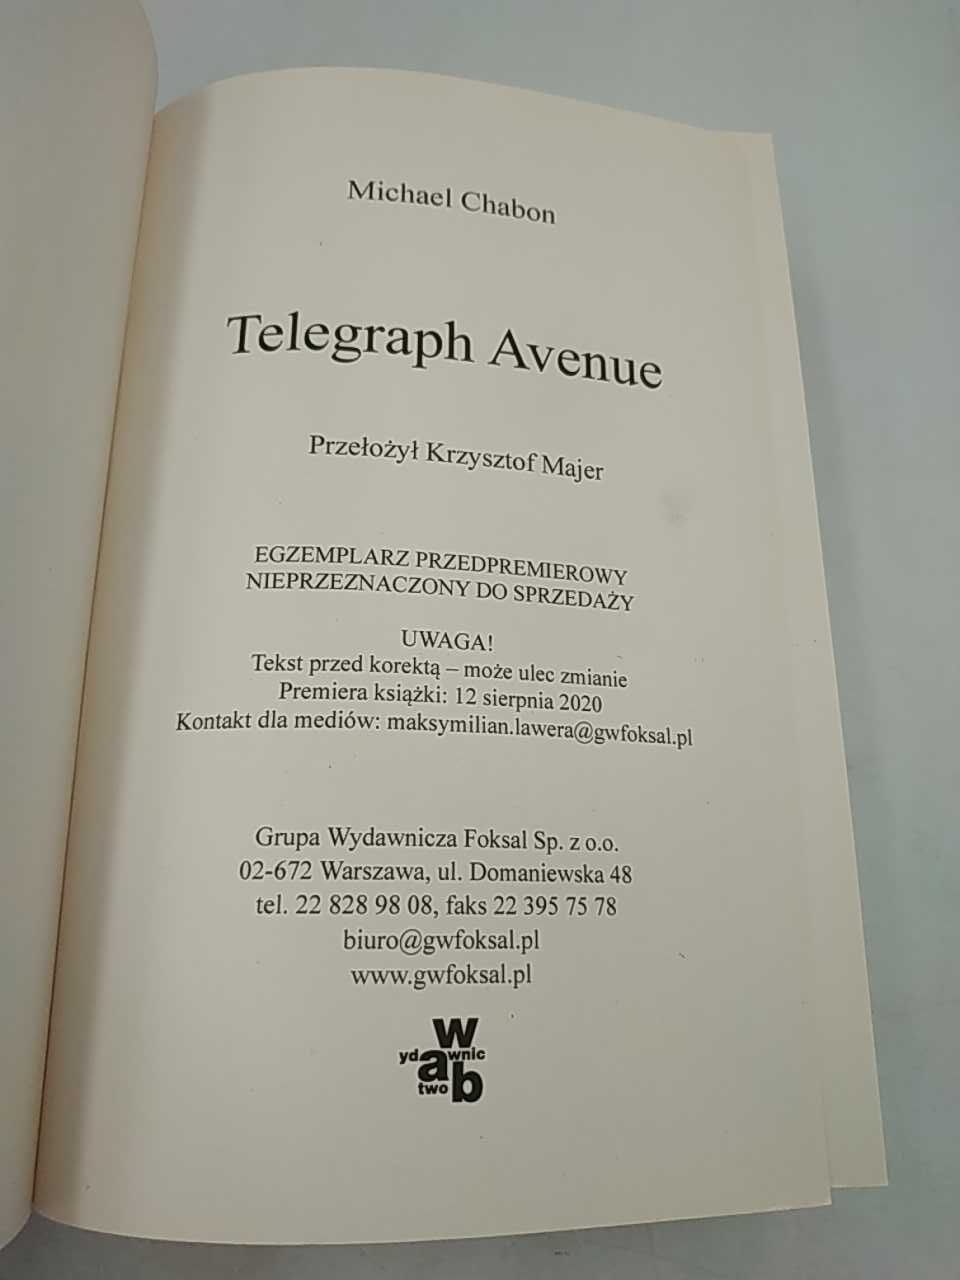 Michael Chabon
Telegraph Avenue
Przełożył Krzysztof Majer
EGZEMPLARZ PRZEDPREMIEROWY
NIEPRZEZNACZONY DO SPRZEDAŻY
UWAGA!
Tekst przed korektą – może ulec zmianie
Premiera książki: 12 sierpnia 2020
Kontakt dla mediów: maksymilian.lawera@gwfoksal.pl
Grupa Wydawnicza Foksal Sp. z o.o.
02-672 Warszawa, ul. Domaniewska 48
tel. 22 828 98 08, faks 22 395 75 78
biuro@gwfoksal.pl
www.gwfoksal.pl
w
yd a wnic
two b